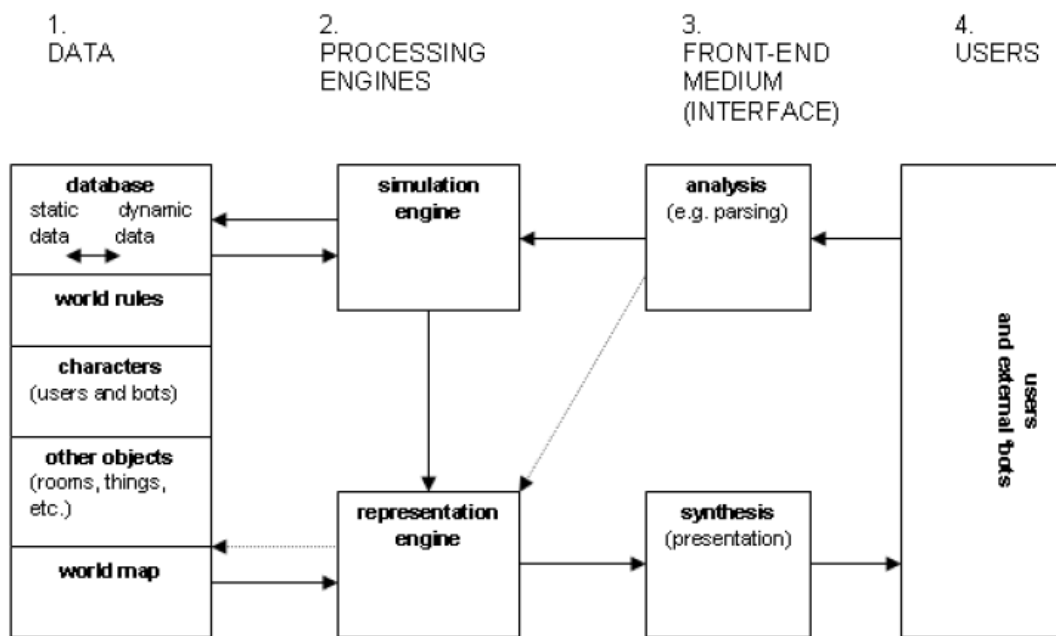 1.
DATA
2.
PROCESSING
ENGINES
3.
FRONT-END
MEDIUM
(INTERFACE)
4.
USERS
database
static dynamic
data data
world rules
characters
(users and bots)
other objects
(rooms, things,
etc.)
world map
simulation
engine
representation
engine
analysis
(e.g. parsing)
synthesis
(presentation)
users
and external 'bots